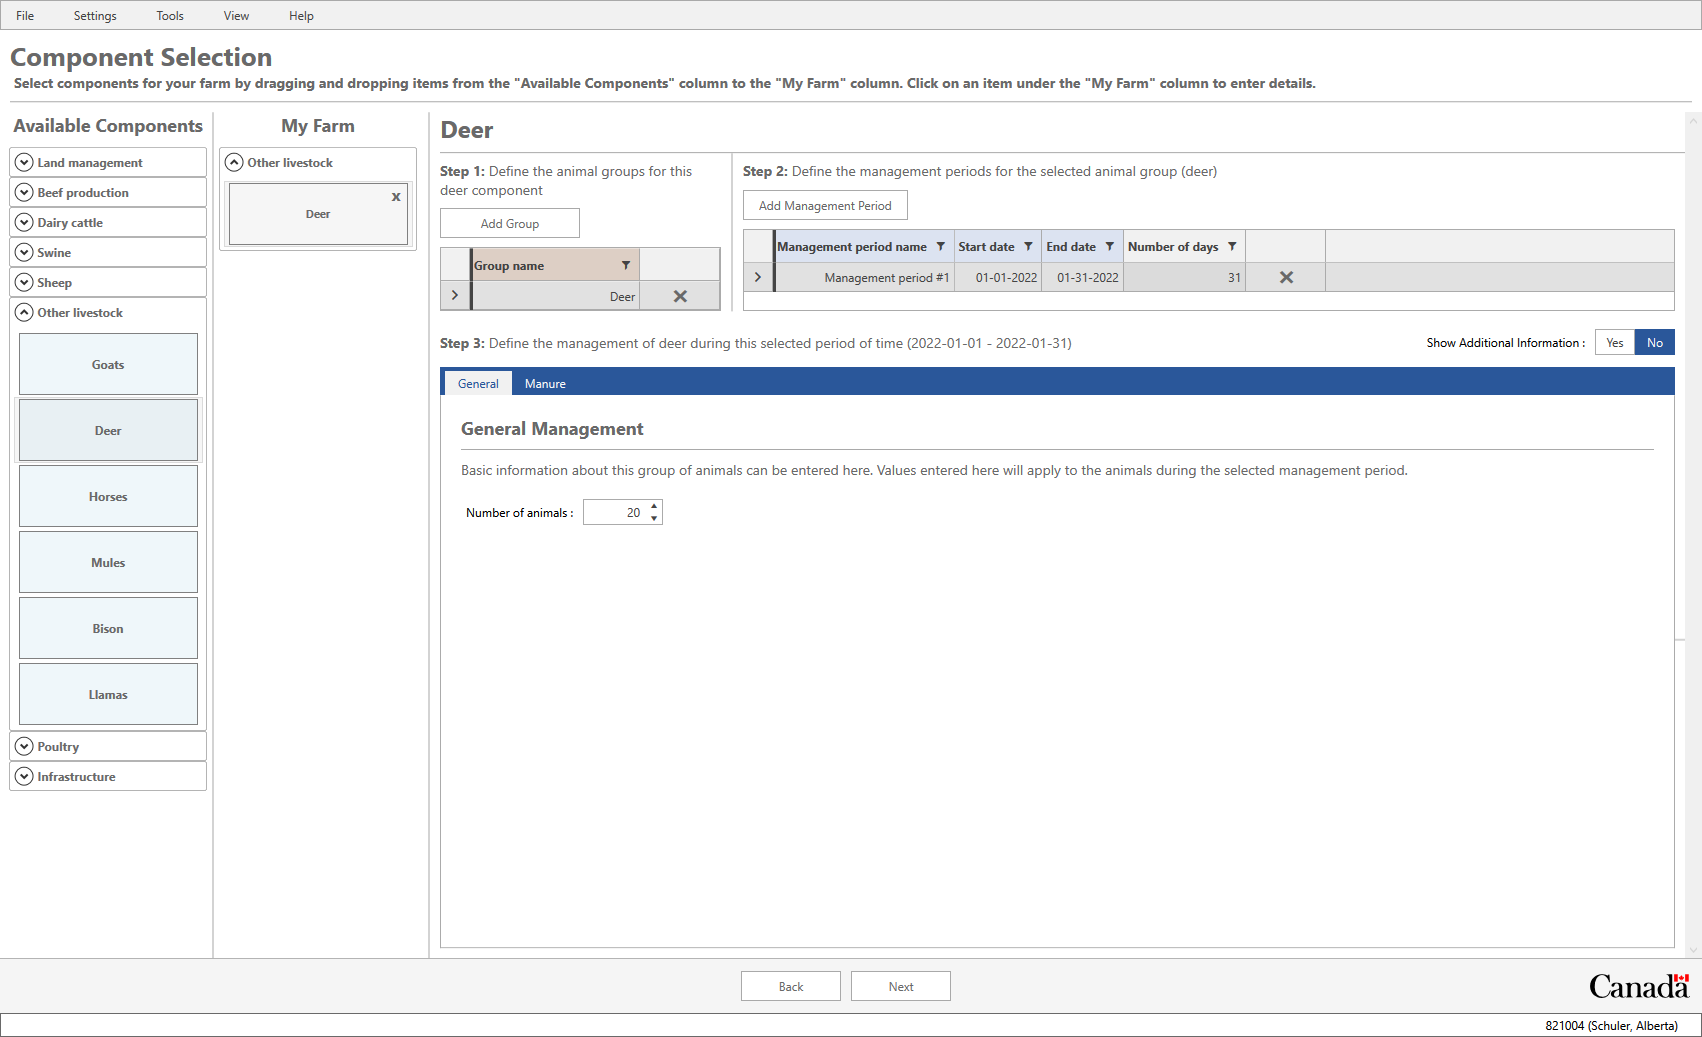 File Settings Tools View Help
Component Selection
Select components for your farm by dragging and dropping items from the "Available Components" column to the "My Farm" column. Click on an item under the "My Farm" column to enter details.
Available Components
Land management
Beef production
Dairy cattle
Swine
Sheep
Other livestock
Goats
Deer
Horses
Mules
Bison
Llamas
Poultry
Infrastructure
My Farm
Other livestock
Deer x
Deer
Step 1: Define the animal groups for this
deer component
Add Group
Group name
Deer
Step 2: Define the management periods for the selected animal group (deer)
Add Management Period
Management period name Start date End date Number of days
Management period #1 01-01-2022 01-31-2022 31
Step 3: Define the management of deer during this selected period of time (2022-01-01 - 2022-01-31)
Show Additional Information : Yes No
General Manure
General Management
Basic information about this group of animals can be entered here. Values entered here will apply to the animals during the selected management period.
Number of animals : 20
Back Next
Canada
821004 (Schuler, Alberta)